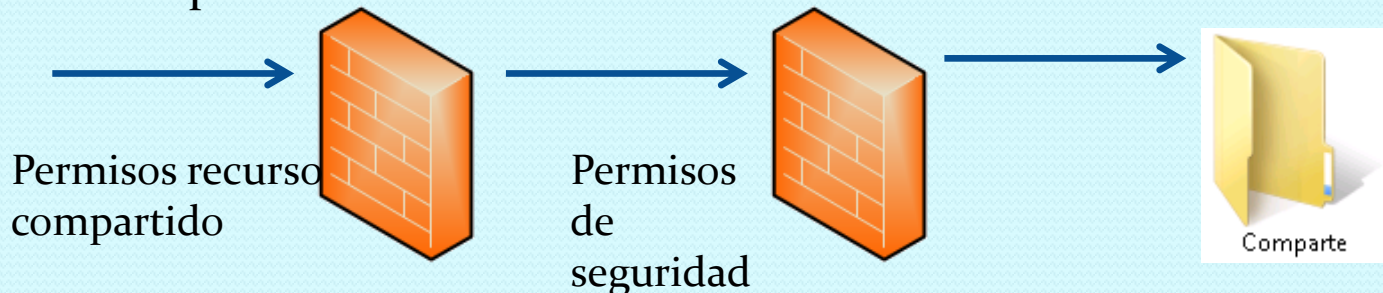 Permisos recurso
compartido
Permisos
de
seguridad
Comparte